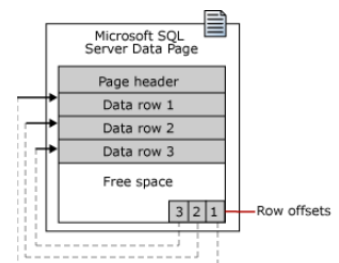 Microsoft SQL
Server Data Page
Page header
Data row 1
Data row 2
Data row 3
Free space
3 2 1
Row offsets